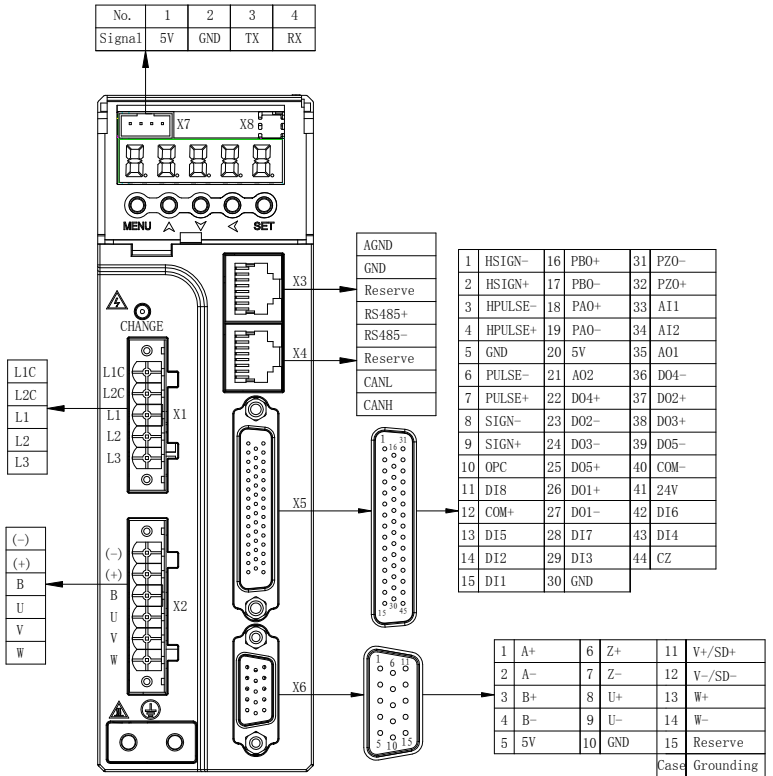 No. 1 2 3 4
Signal 5V GND TX RX
X7 X8
MENU SET
CHANGE
L1C
L2C
L1
L2
L3
L1C
L2C
L1
L2
L3
X1
(-)
(+)
B
U
V
W
(-)
(+)
B
U
V
W
X2
X3
X4
AGND
GND
Reserve
RS485+
RS485-
Reserve
CANL
CANH
X5
1 16 31
15 30 45
1 HSIGN- 16 PBO+ 31 PZO-
2 HSIGN+ 17 PBO- 32 PZO+
3 HPULSE- 18 PAO+ 33 AI1
4 HPULSE+ 19 PAO- 34 AI2
5 GND 20 5V 35 AO1
6 PULSE- 21 AO2 36 DO4-
7 PULSE+ 22 DO4+ 37 DO2+
8 SIGN- 23 DO2- 38 DO3+
9 SIGN+ 24 DO3- 39 DO5-
10 OPC 25 DO5+ 40 COM-
11 DI8 26 DO1+ 41 24V
12 COM+ 27 DO1- 42 DI6
13 DI5 28 DI7 43 DI4
14 DI2 29 DI3 44 CZ
15 DI1 30 GND
X6
1 6 11
5 10 15
1 A+ 6 Z+ 11 V+/SD+
2 A- 7 Z- 12 V-/SD-
3 B+ 8 U+ 13 W+
4 B- 9 U- 14 W-
5 5V 10 GND 15 Reserve
Case Grounding